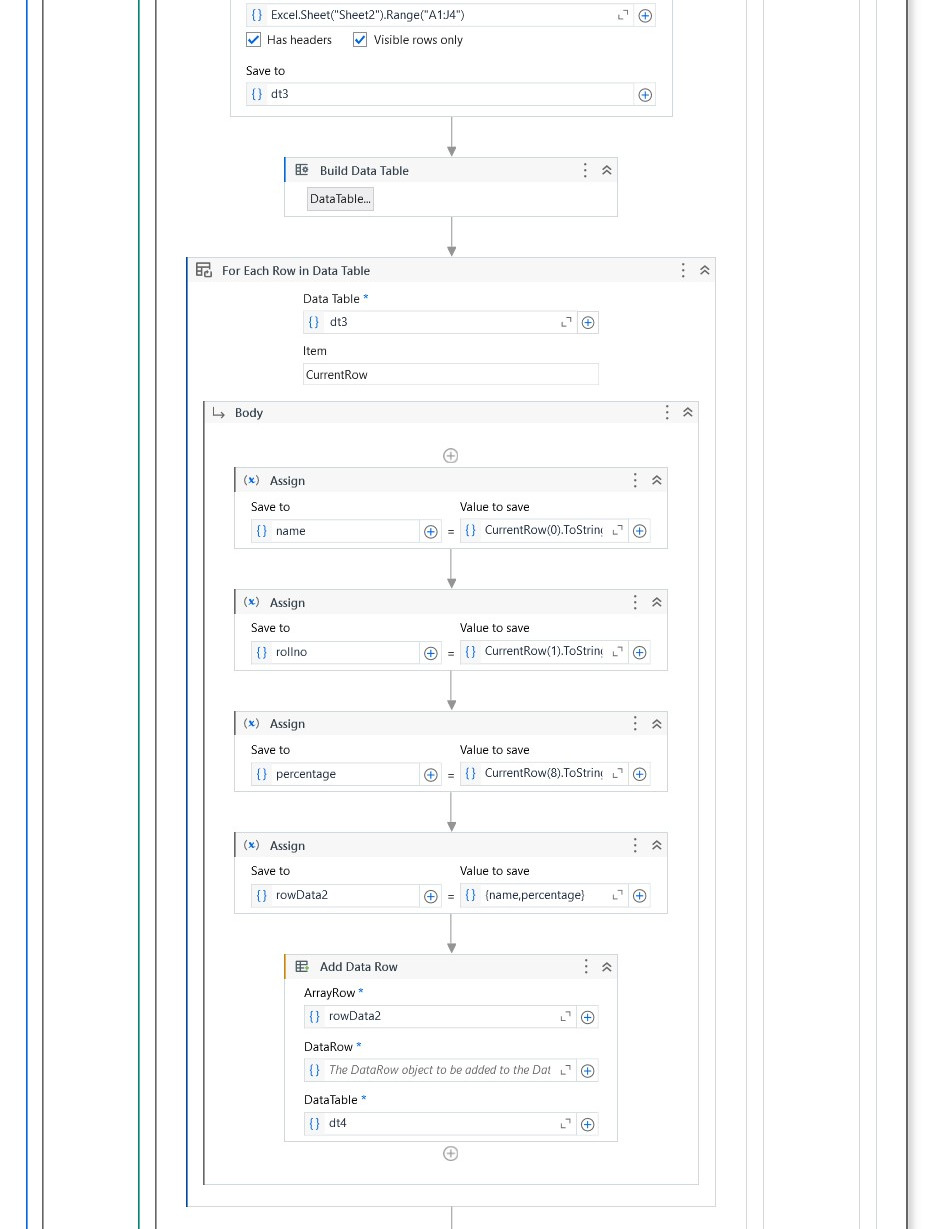 Excel.Sheet("Sheet2").Range("A1:J4")
Has headers Visible rows only
Save to
dt3
Build Data Table
DataTable...
For Each Row in Data Table
Data Table *
dt3
Item
CurrentRow
Body
Assign
Save to Value to save
name = CurrentRow(0).ToString
Assign
Save to Value to save
rollno = CurrentRow(1).ToString
Assign
Save to Value to save
percentage = CurrentRow(8).ToString
Assign
Save to Value to save
rowData2 = {name,percentage}
Add Data Row
ArrayRow *
rowData2
DataRow *
The DataRow object to be added to the Dat
DataTable *
dt4